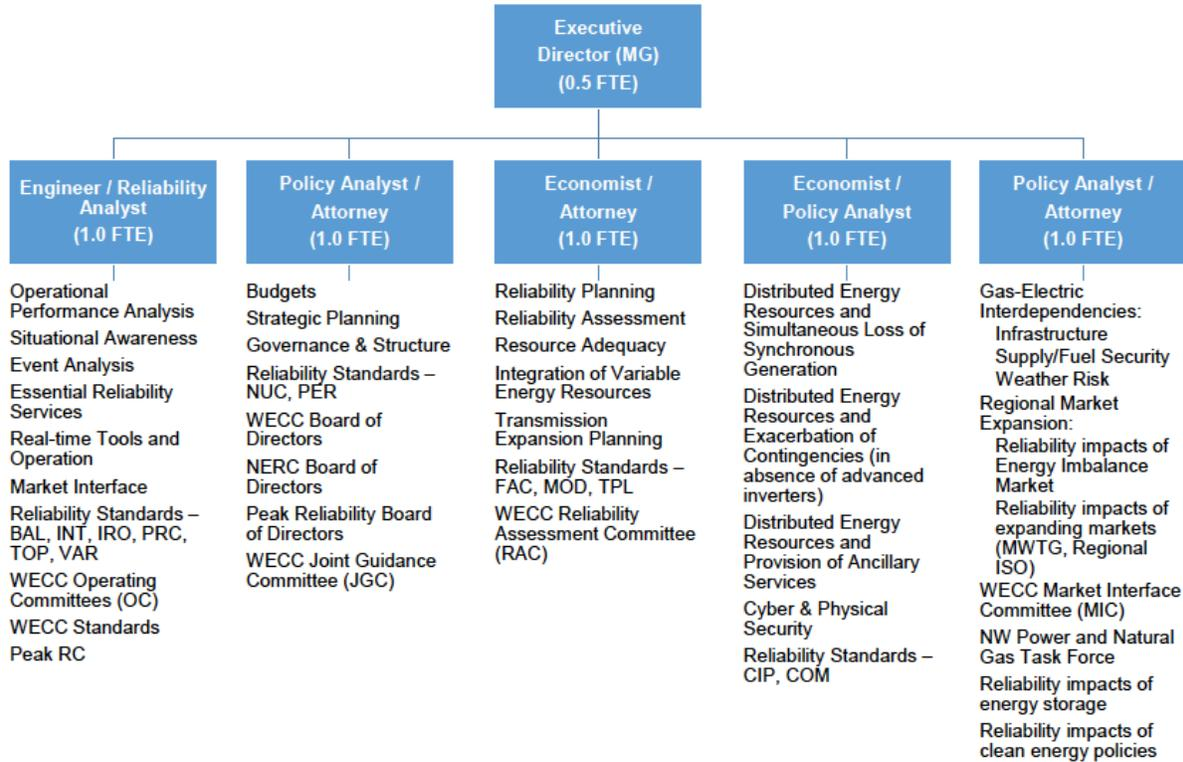 Executive
Director (MG)
(0.5 FTE)
Engineer / Reliability
Analyst
(1.0 FTE)
Policy Analyst /
Attorney
(1.0 FTE)
Economist /
Attorney
(1.0 FTE)
Economist /
Policy Analyst
(1.0 FTE)
Policy Analyst /
Attorney
(1.0 FTE)
Operational
Performance Analysis
Situational Awareness
Event Analysis
Essential Reliability
Services
Real-time Tools and
Operation
Market Interface
Reliability Standards –
BAL, INT, IRO, PRC,
TOP, VAR
WECC Operating
Committees (OC)
WECC Standards
Peak RC
Budgets
Strategic Planning
Governance & Structure
Reliability Standards –
NUC, PER
WECC Board of
Directors
NERC Board of
Directors
Peak Reliability Board
of Directors
WECC Joint Guidance
Committee (JGC)
Reliability Planning
Reliability Assessment
Resource Adequacy
Integration of Variable
Energy Resources
Transmission
Expansion Planning
Reliability Standards –
FAC, MOD, TPL
WECC Reliability
Assessment Committee
(RAC)
Distributed Energy
Resources and
Simultaneous Loss of
Synchronous
Generation
Distributed Energy
Resources and
Exacerbation of
Contingencies (in
absence of advanced
inverters)
Distributed Energy
Resources and
Provision of Ancillary
Services
Cyber & Physical
Security
Reliability Standards –
CIP, COM
Gas-Electric
Interdependencies:
Infrastructure
Supply/Fuel Security
Weather Risk
Regional Market
Expansion:
Reliability impacts of
Energy Imbalance
Market
Reliability impacts of
expanding markets
(MWTG, Regional
ISO)
WECC Market Interface
Committee (MIC)
NW Power and Natural
Gas Task Force
Reliability impacts of
energy storage
Reliability impacts of
clean energy policies